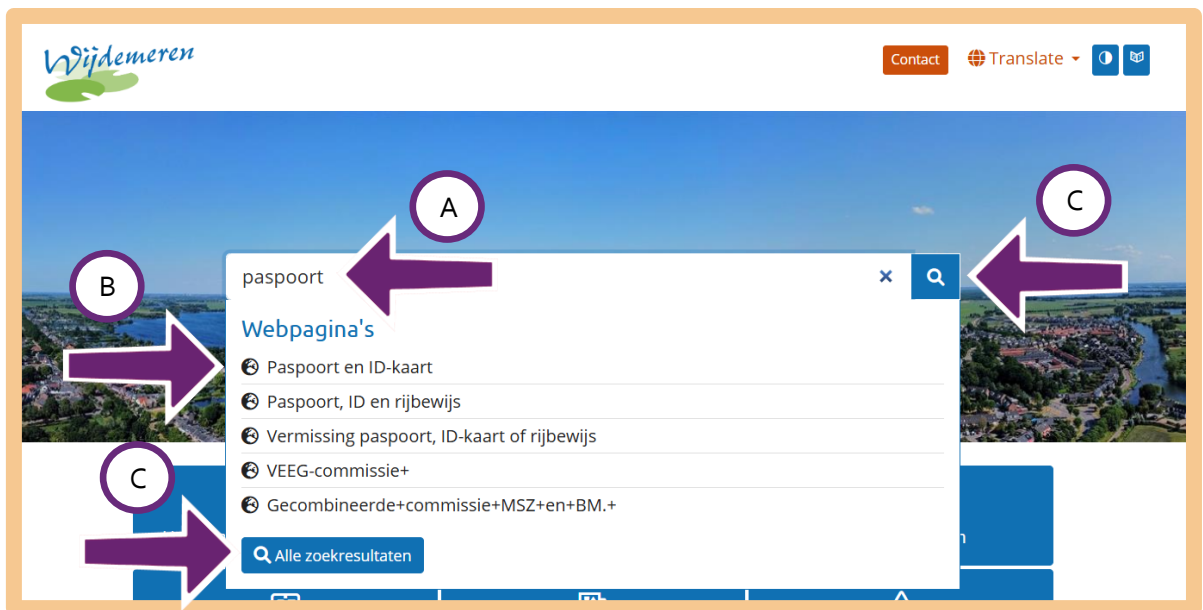 Wijdemeren
Contact
Translate
A
C
B
paspoort
Webpagina's
Paspoort en ID-kaart
Paspoort, ID en rijbewijs
Vermissing paspoort, ID-kaart of rijbewijs
C
VEEG-commissie+
Gecombineerde+commissie+MSZ+en+BM.+
Alle zoekresultaten